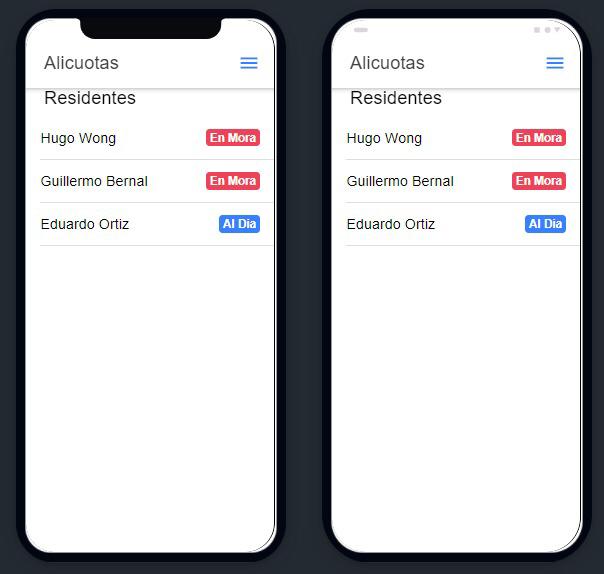 Alicuotas
Residentes
Hugo Wong En Mora
Guillermo Bernal En Mora
Eduardo Ortiz Al Dia
Alicuotas
Residentes
Hugo Wong En Mora
Guillermo Bernal En Mora
Eduardo Ortiz Al Dia